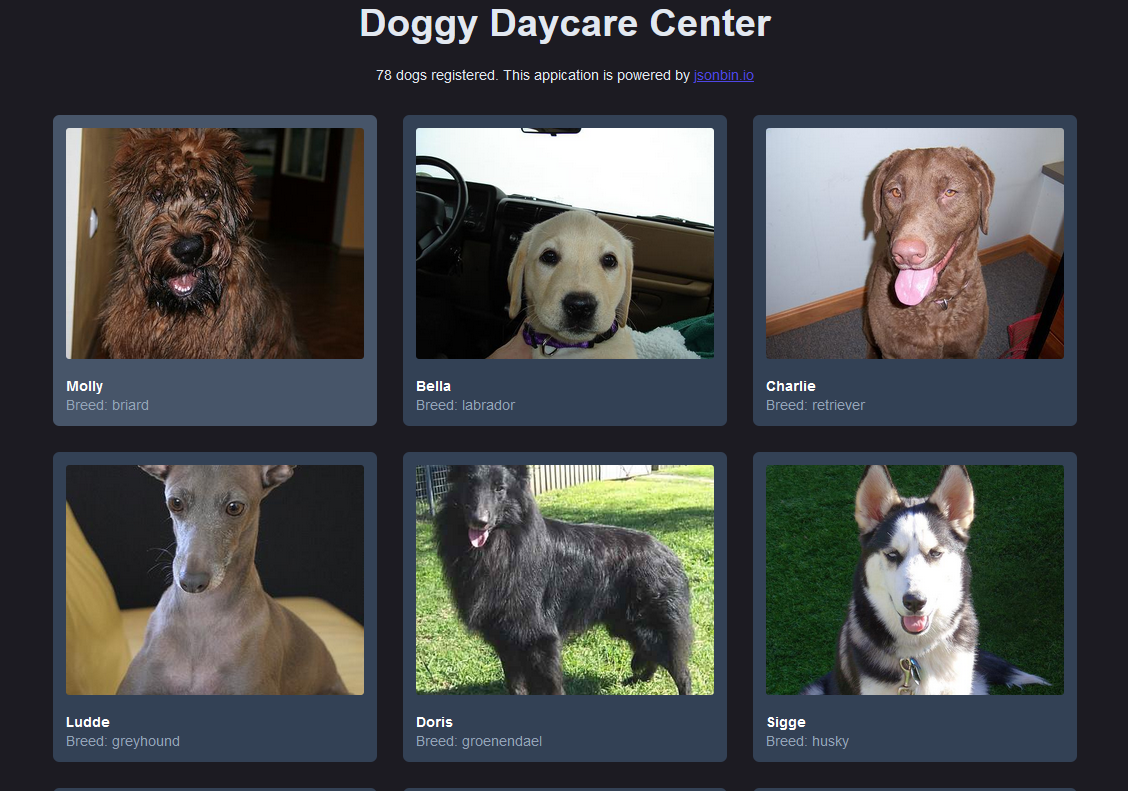 Doggy Daycare Center
78 dogs registered. This appication is powered by jsonbin.io
Molly
Breed: briard
Bella
Breed: labrador
Charlie
Breed: retriever
Ludde
Breed: greyhound
Doris
Breed: groenendael
Sigge
Breed: husky